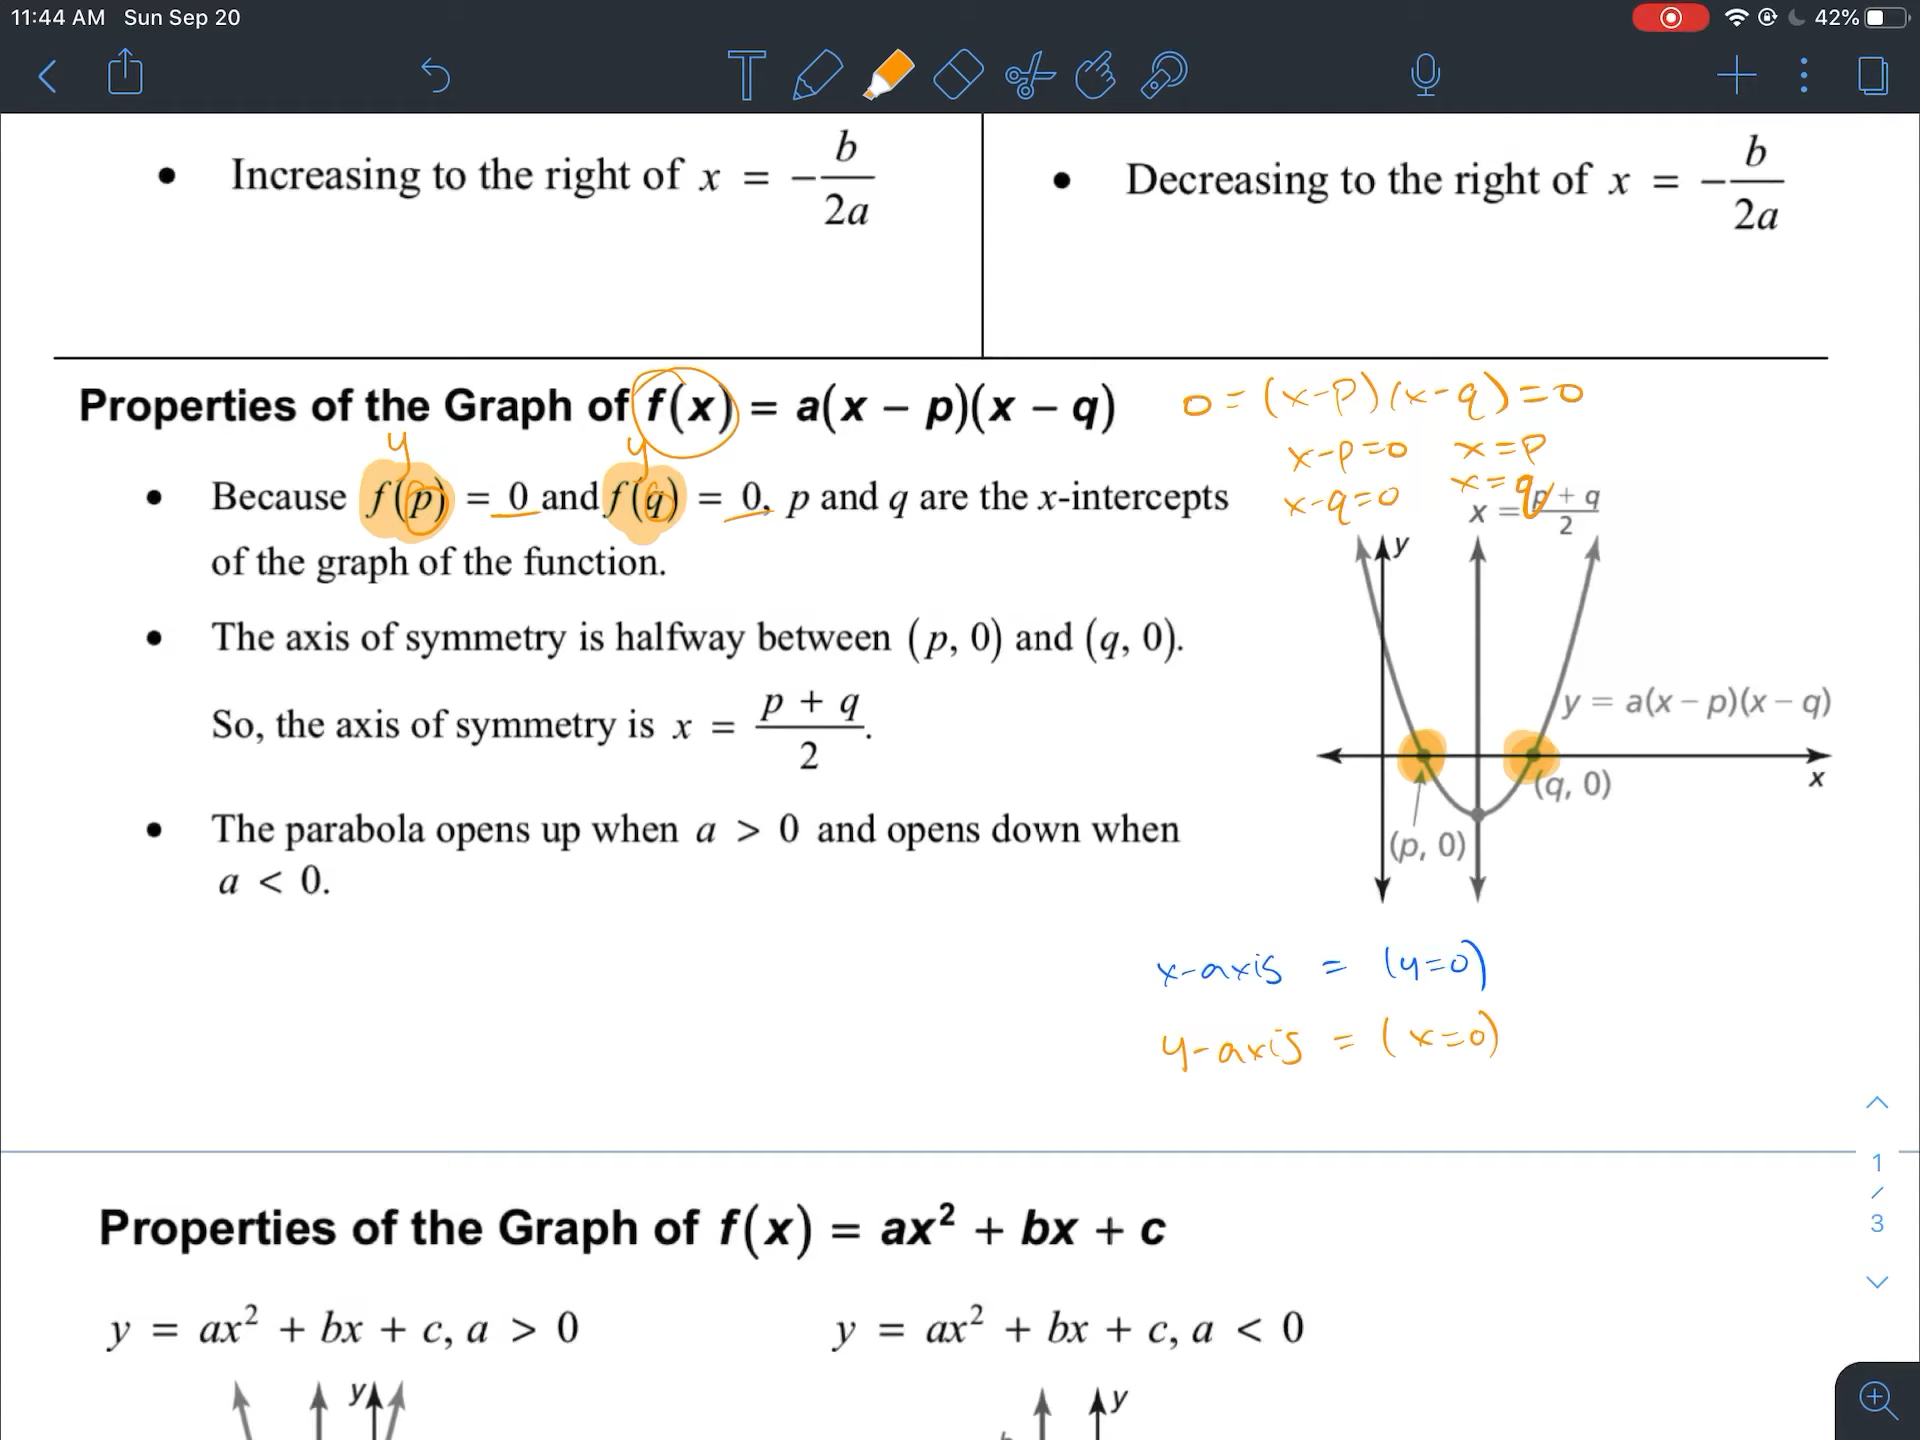 11:44 AM Sun Sep 20
42%
• Increasing to the right of x = -b/2a
• Decreasing to the right of x = -b/2a
Properties of the Graph of f(x) = a(x – p)(x – q)
0 = (x-p)(x-q)=0
x-p=0 x=p
x-q=0 x=q
y y
• Because f(p) = 0 and f(q) = 0, p and q are the x-intercepts
of the graph of the function.
• The axis of symmetry is halfway between (p, 0) and (q, 0).
So, the axis of symmetry is x = p + q/2.
• The parabola opens up when a > 0 and opens down when
a < 0.
x = p + q/2
y
y = a(x – p)(x – q)
x
(q, 0)
(p, 0)
x-axis = (y=0)
y-axis = (x=0)
1
/
3
Properties of the Graph of f(x) = ax² + bx + c
y = ax² + bx + c, a > 0
y = ax² + bx + c, a < 0
y
y